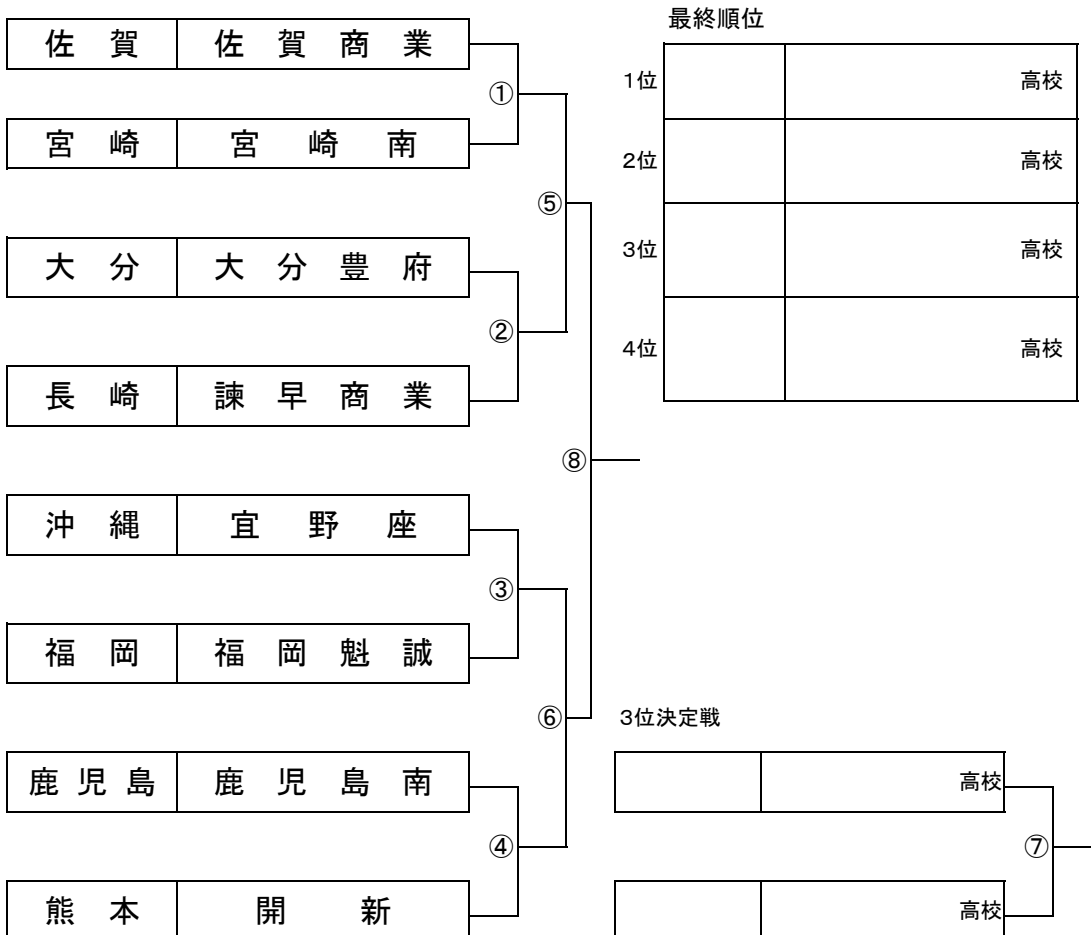 佐賀 佐賀商業
①
宮崎 宮崎南
⑤
大分 大分豊府
②
長崎 諫早商業
⑧
沖縄 宜野座
③
福岡 福岡魁誠
⑥
鹿児島 鹿児島南
④
熊本 開新
最終順位
1位 高校
2位 高校
3位 高校
4位 高校
3位決定戦
高校
⑦
高校